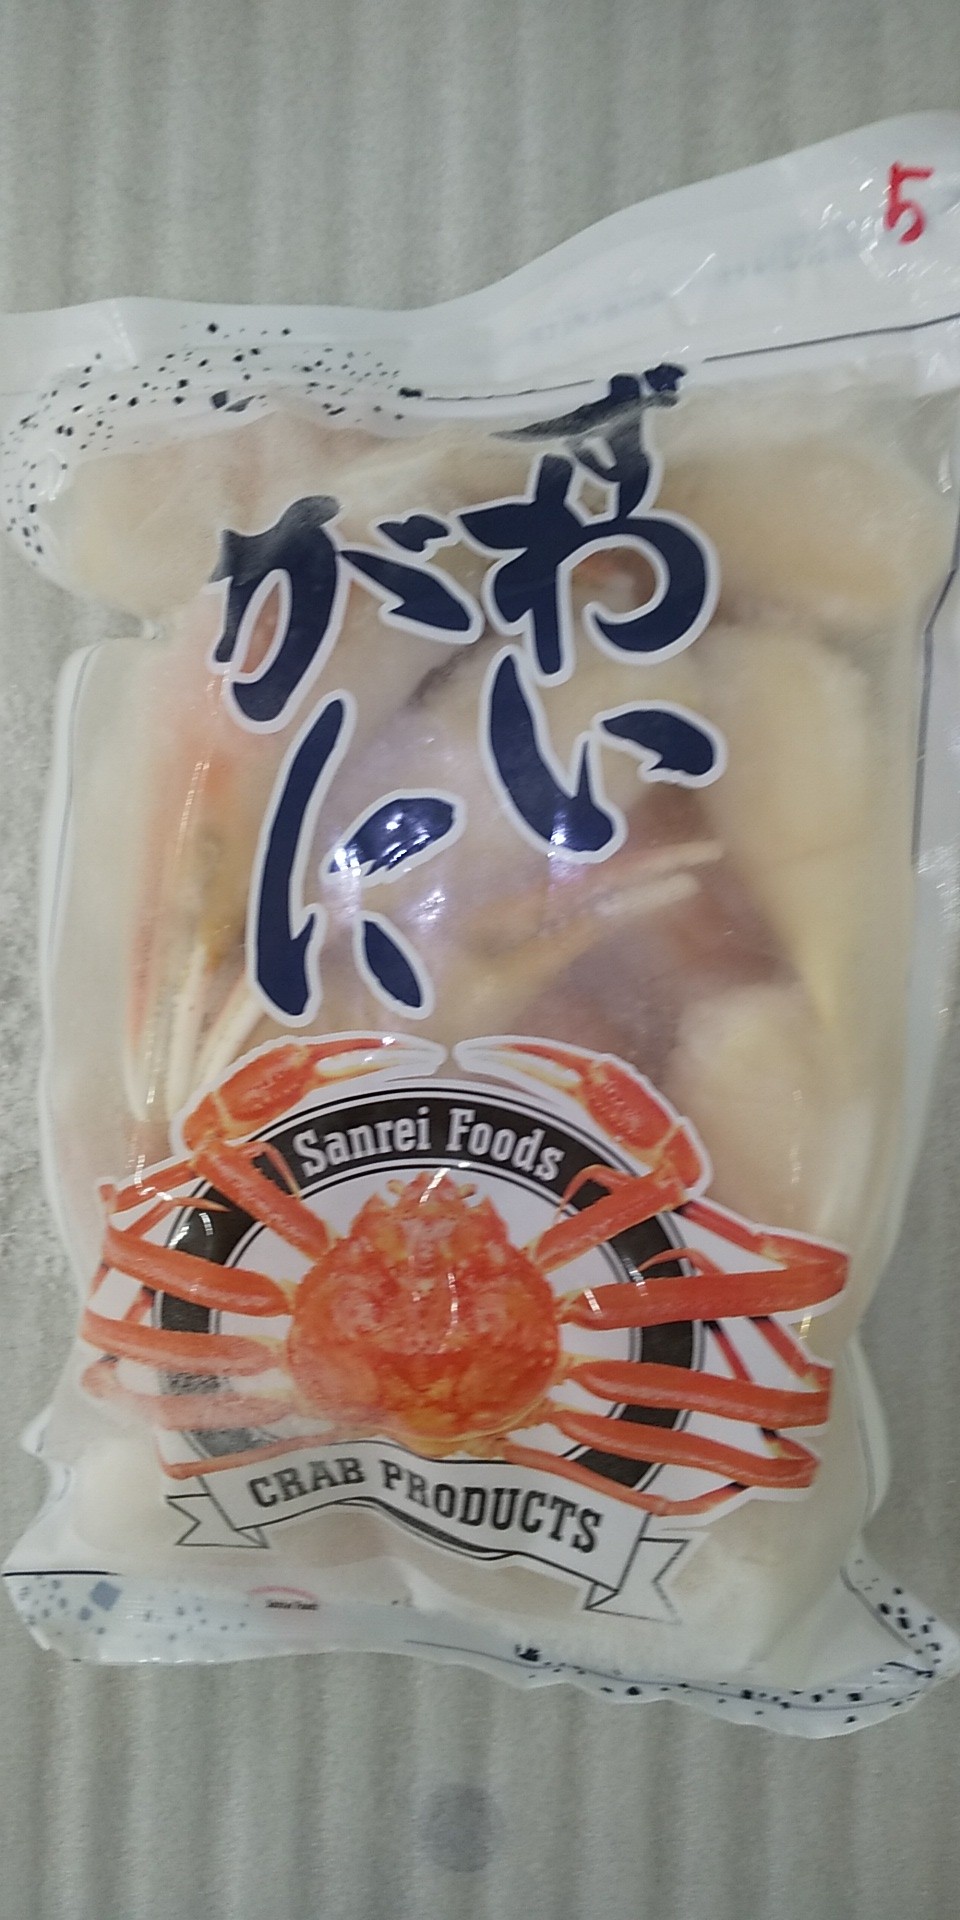 5
ずわい
がに
Sanrei Foods
CRAB PRODUCTS